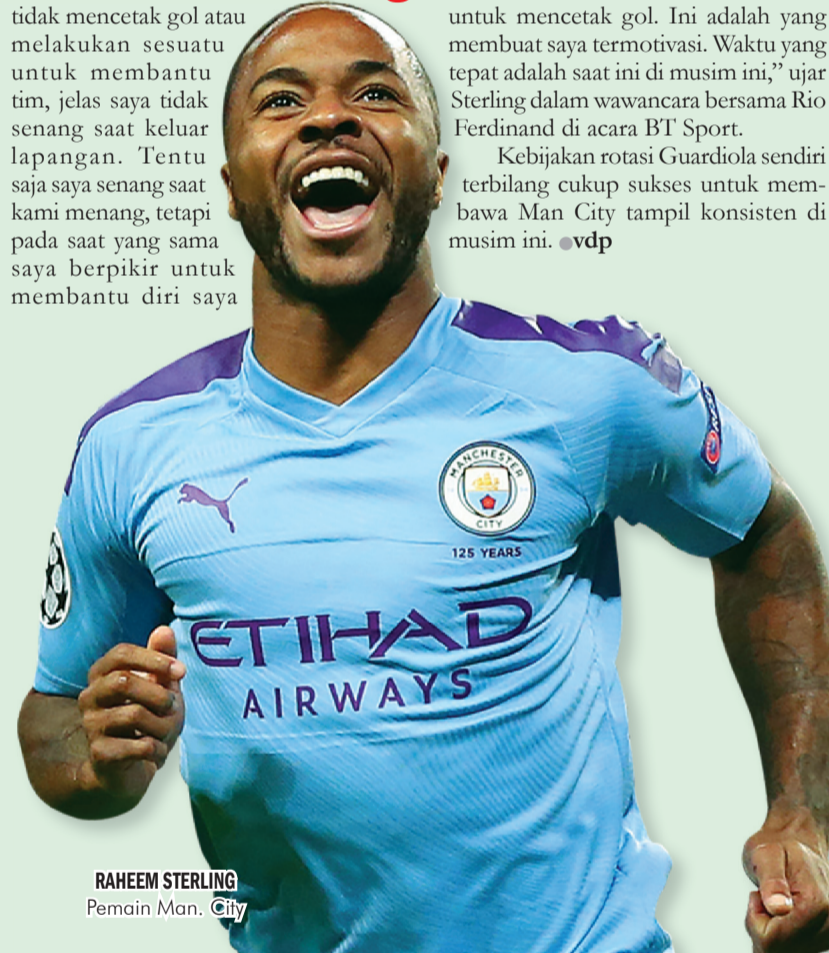 tidak mencetak gol atau
melakukan sesuatu
untuk membantu
tim, jelas saya tidak
senang saat keluar
lapangan. Tentu
saja saya senang saat
kami menang, tetapi
pada saat yang sama
saya berpikir untuk
membantu diri saya
untuk mencetak gol. Ini adalah yang
membuat saya termotivasi. Waktu yang
tepat adalah saat ini di musim ini,” ujar
Sterling dalam wawancara bersama Rio
Ferdinand di acara BT Sport.
Kebijakan rotasi Guardiola sendiri
terbilang cukup sukses untuk mem-
bawa Man City tampil konsisten di
musim ini. ●vdp
MANCHESTER
CITY
125 YEARS
ETIHAD
AIRWAYS
RAHEEM STERLING
Pemain Man. City